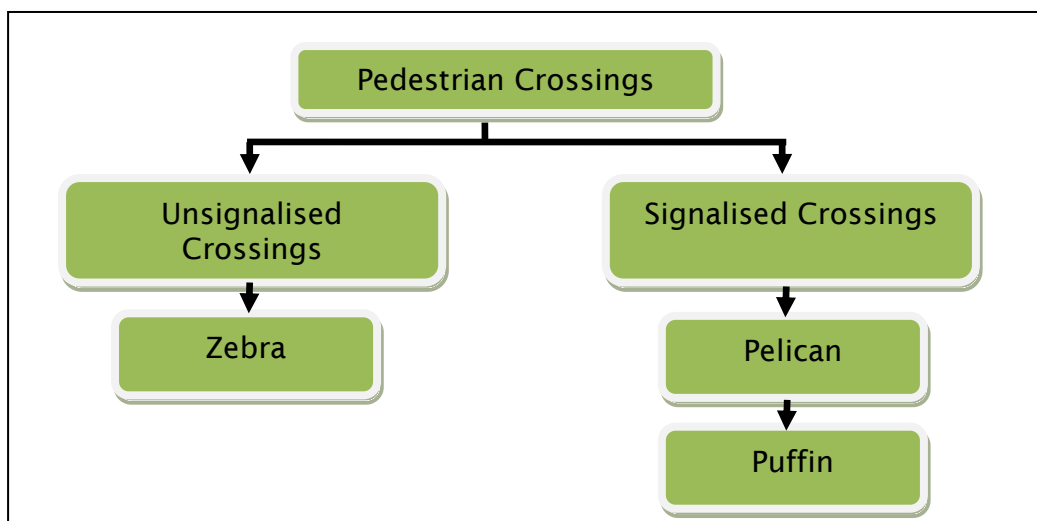 Pedestrian Crossings
Unsignalised
Crossings
Signalised Crossings
Zebra
Pelican
Puffin